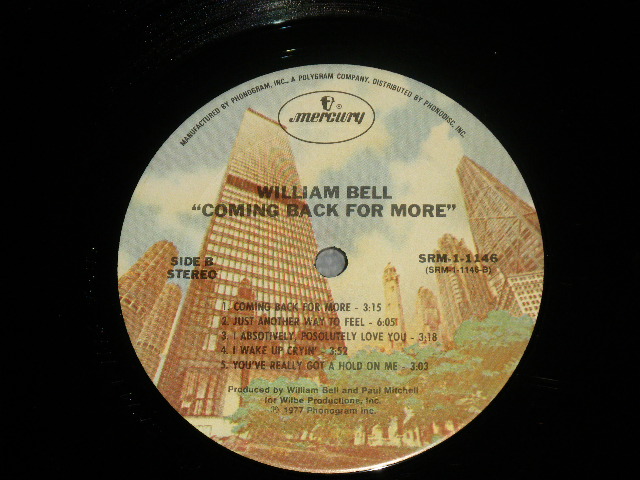 MANUFACTURED BY PHONOGRAM, INC., A POLYGRAM COMPANY, DISTRIBUTED BY PHONODISC, INC.
mercury ®
WILLIAM BELL
"COMING BACK FOR MORE"
SIDE B
STEREO
SRM-1-1146
(SRM-1-1146-B)
1. COMING BACK FOR MORE - 3:15
2. JUST ANOTHER WAY TO FEEL - 6:05
3. I ABSOTIVELY, POSOLUTELY LOVE YOU - 3:18
4. I WAKE UP CRYIN' - 3:52
5. YOU'VE REALLY GOT A HOLD ON ME - 3:03
Produced by William Bell and Paul Mitchell
for Wilbe Productions, Inc.
℗ 1977 Phonogram Inc.